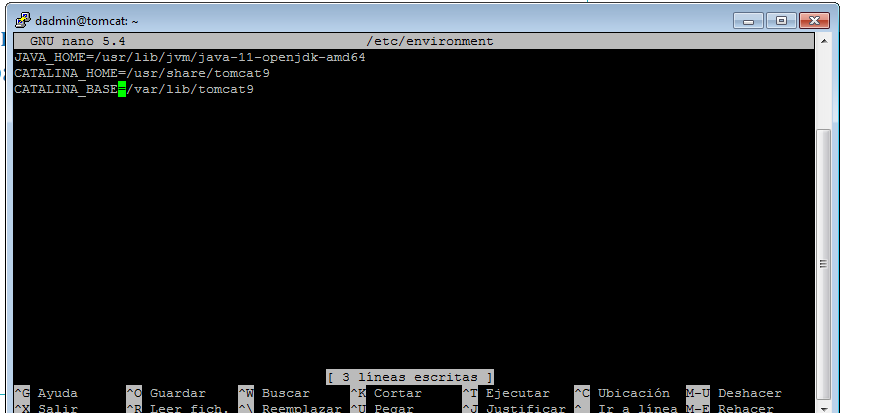 dadmin@tomcat: ~
GNU nano 5.4 /etc/environment
JAVA_HOME=/usr/lib/jvm/java-11-openjdk-amd64
CATALINA_HOME=/usr/share/tomcat9
CATALINA_BASE=/var/lib/tomcat9
[ 3 líneas escritas ]
^G Ayuda ^O Guardar ^W Buscar ^K Cortar ^T Ejecutar ^C Ubicación M-U Deshacer
^X Salir ^R Leer fich. ^\ Reemplazar ^U Pegar ^J Justificar ^_ Ir a línea M-E Rehacer